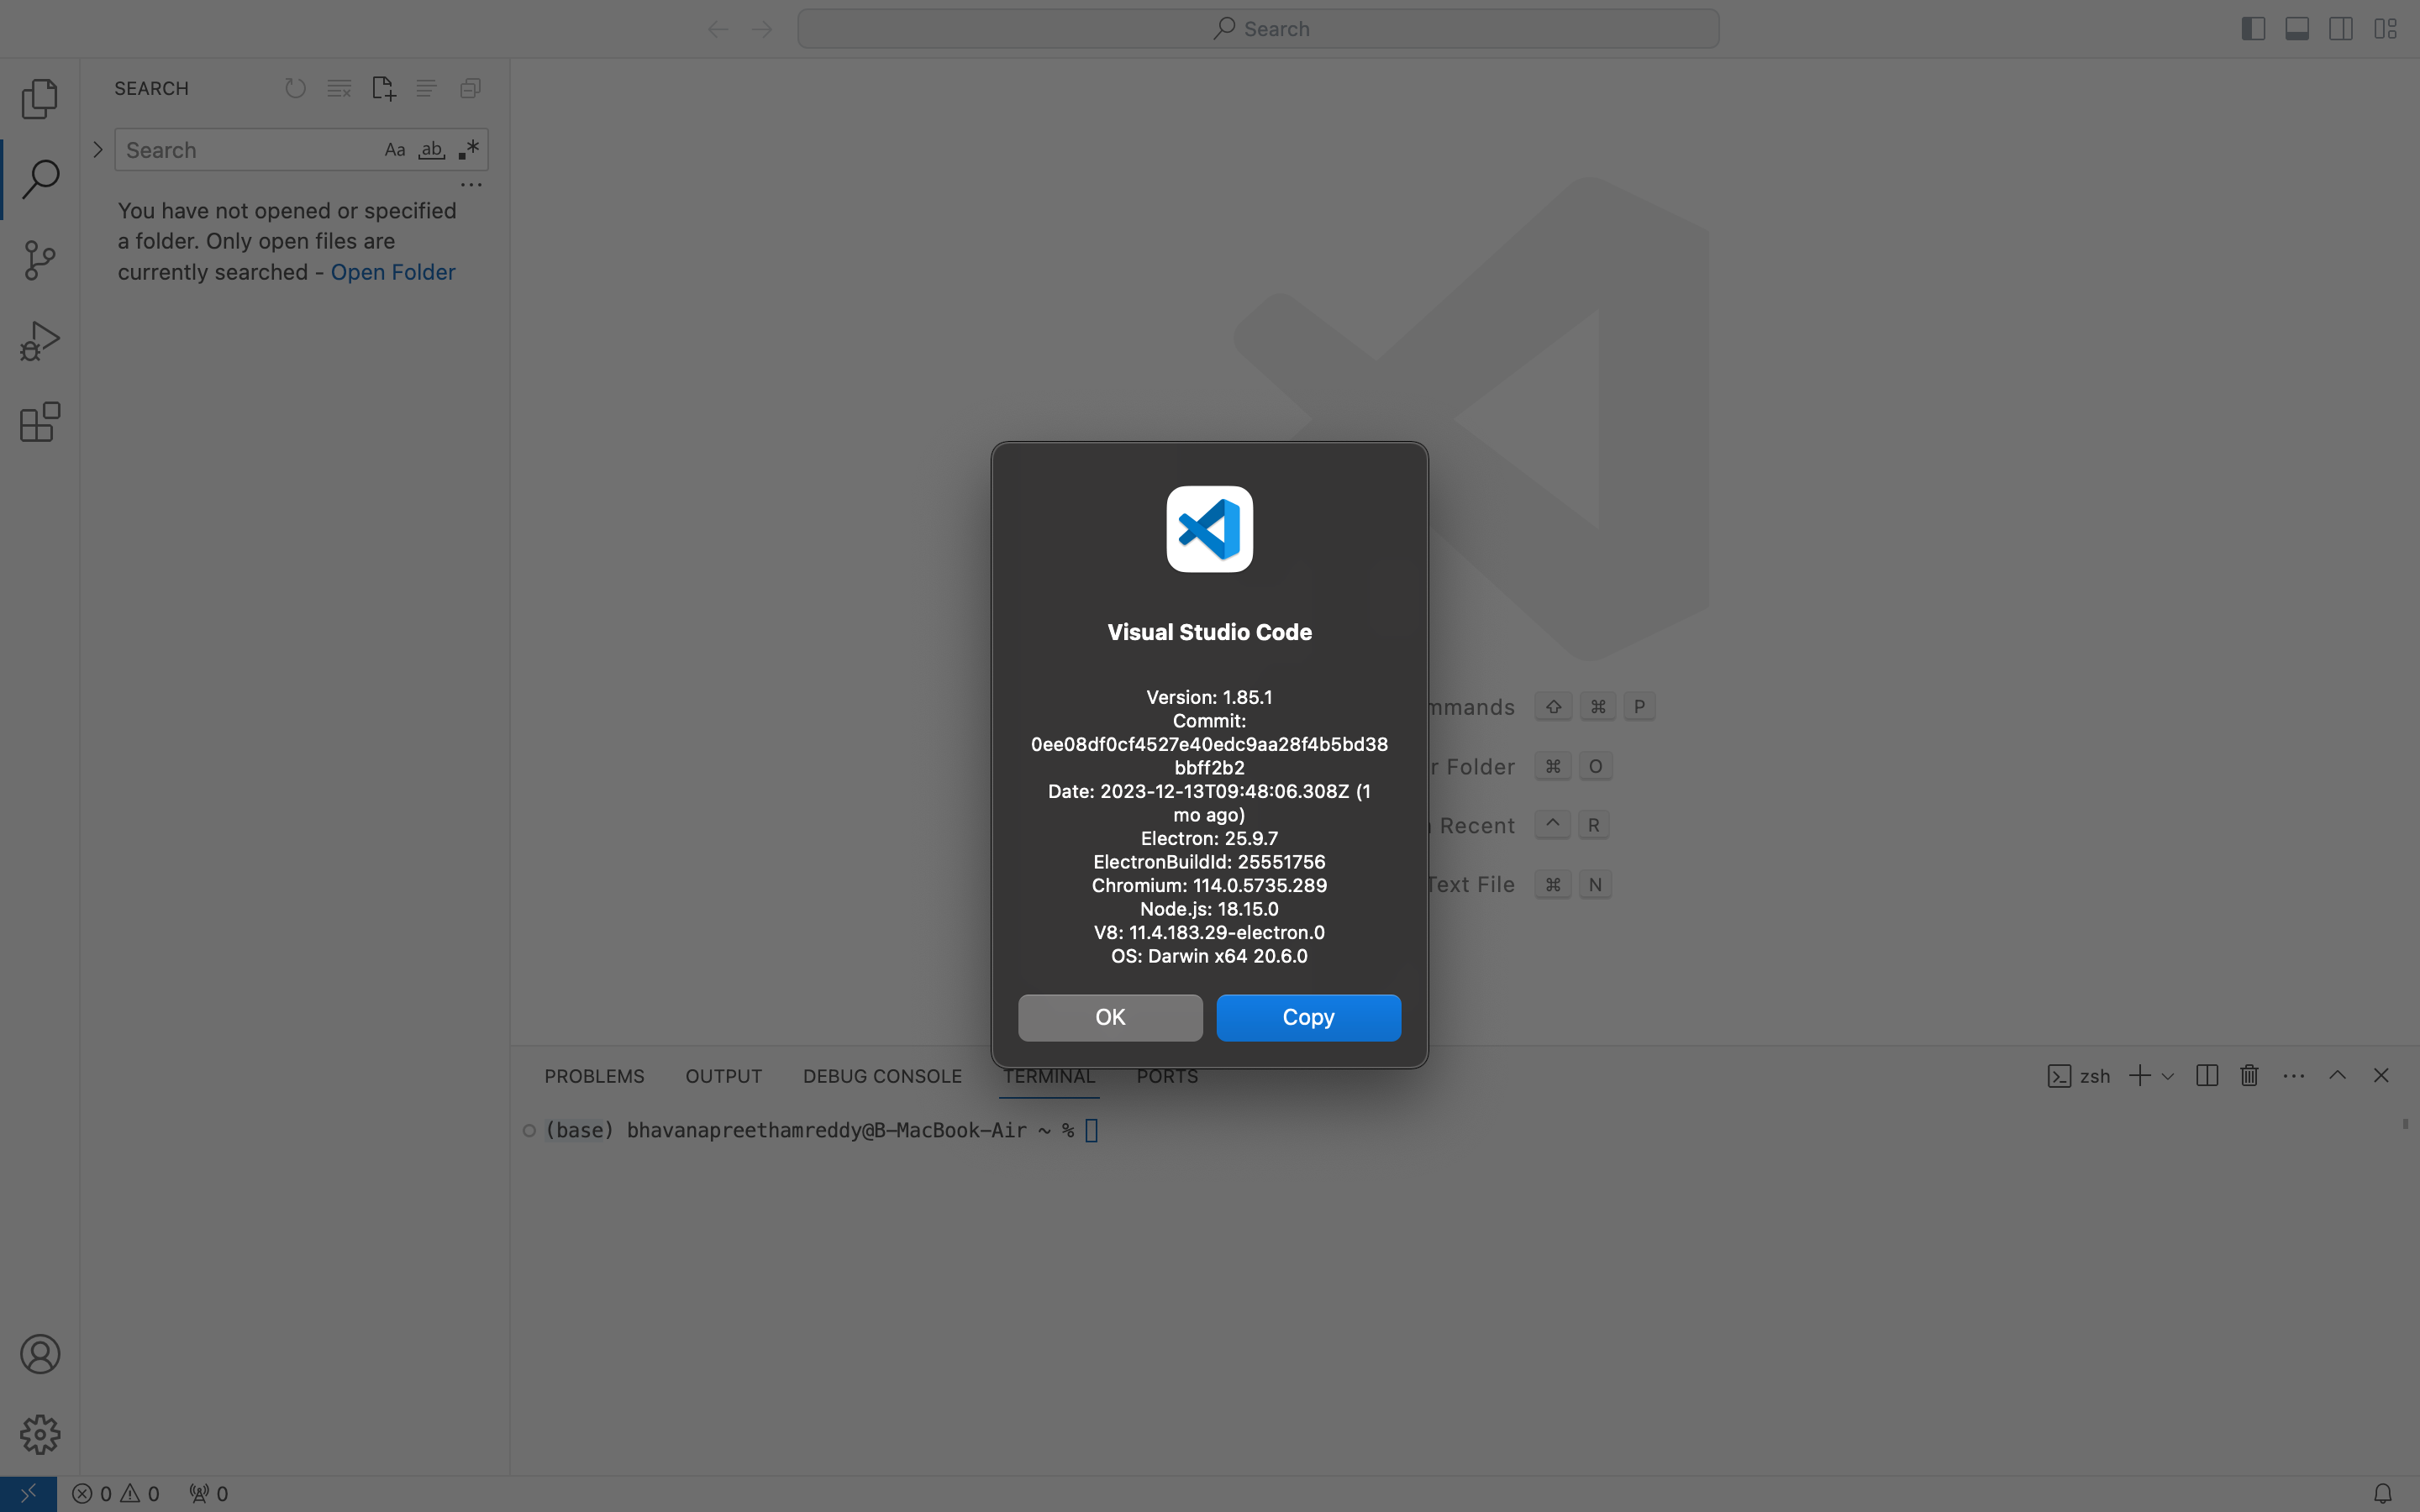 Search
SEARCH
Search
Aa
ab
.*
...
You have not opened or specified
a folder. Only open files are
currently searched - Open Folder
Visual Studio Code
Version: 1.85.1
Commit:
0ee08df0cf4527e40edc9aa28f4b5bd38
bbff2b2
Date: 2023-12-13T09:48:06.308Z (1
mo ago)
Electron: 25.9.7
ElectronBuildId: 25551756
Chromium: 114.0.5735.289
Node.js: 18.15.0
V8: 11.4.183.29-electron.0
OS: Darwin x64 20.6.0
OK Copy
⇧ ⌘ P
Folder ⌘ O
Recent ^ R
Text File ⌘ N
PROBLEMS OUTPUT DEBUG CONSOLE TERMINAL PORTS
zsh
(base) bhavanapreethamreddy@B-MacBook-Air ~ %
0 0 0